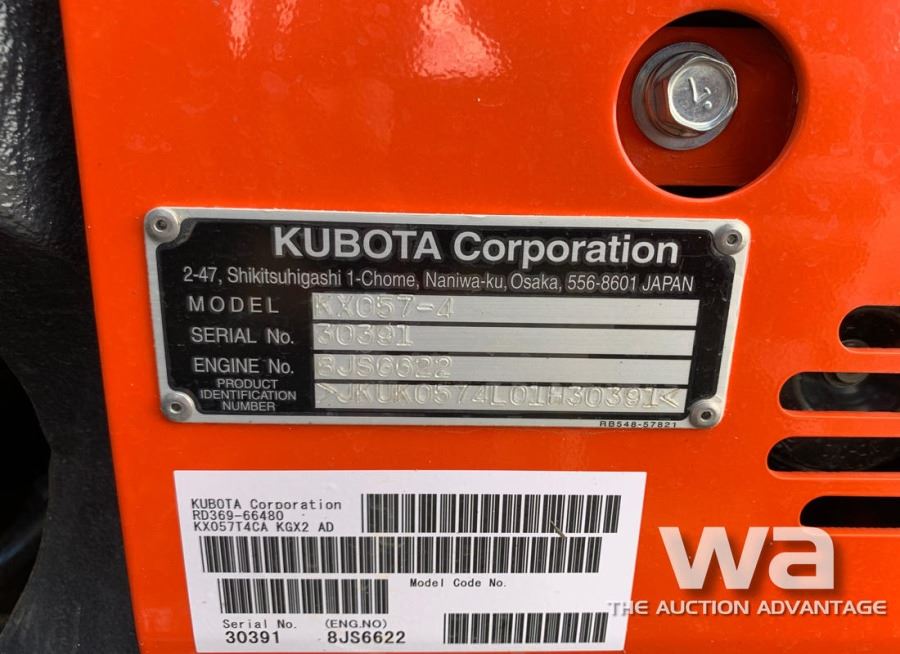 KUBOTA Corporation
2-47, Shikitsuhigashi 1-Chome, Naniwa-ku, Osaka, 556-8601 JAPAN
MODEL KX057-4
SERIAL No. 30391
ENGINE No. 8JS6622
PRODUCT
IDENTIFICATION
NUMBER >JKUK0574L01H30391<
RB548-57821
KUBOTA Corporation
RD369-66480
KX057T4CA KGX2 AD
Model Code No.
Serial No. (ENG.NO)
30391 8JS6622
wa
THE AUCTION ADVANTAGE